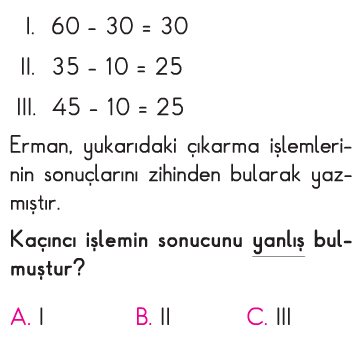 I. 60 - 30 = 30
II. 35 - 10 = 25
III. 45 - 10 = 25
Erman, yukarıdaki çıkarma işlemleri-
nin sonuçlarını zihinden bularak yaz-
mıştır.
Kaçıncı işlemin sonucunu yanlış bul-
muştur?
A. I B. II C. III